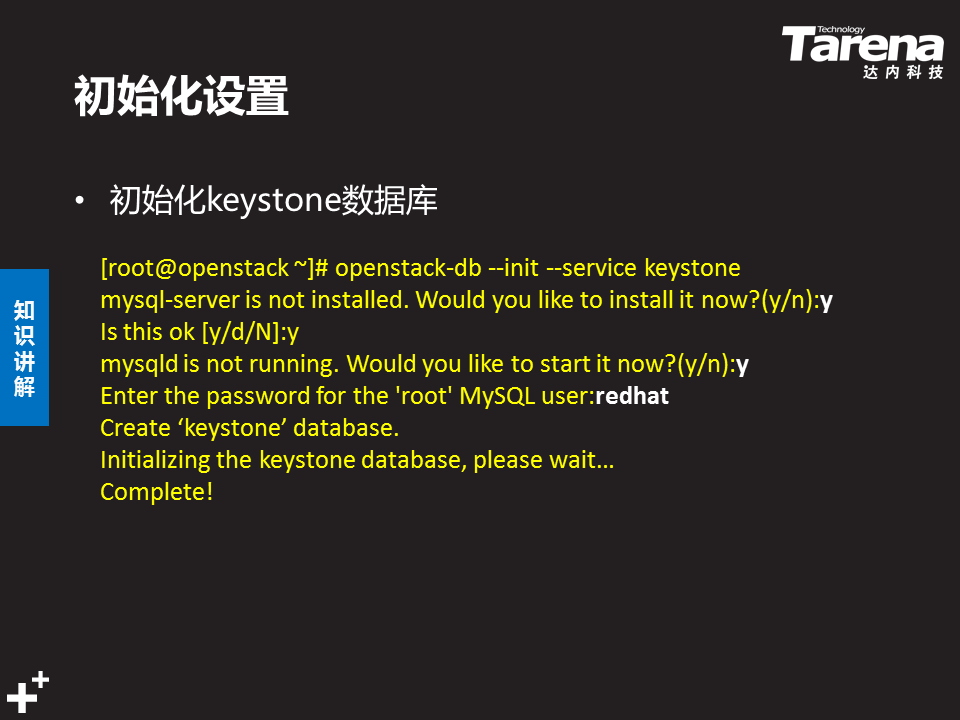 Technology
Tarena
达内科技
初始化设置
• 初始化keystone数据库
[root@openstack ~]# openstack-db --init --service keystone
mysql-server is not installed. Would you like to install it now?(y/n):y
Is this ok [y/d/N]:y
mysqld is not running. Would you like to start it now?(y/n):y
Enter the password for the 'root' MySQL user:redhat
Create ‘keystone’ database.
Initializing the keystone database, please wait...
Complete!
知识讲解